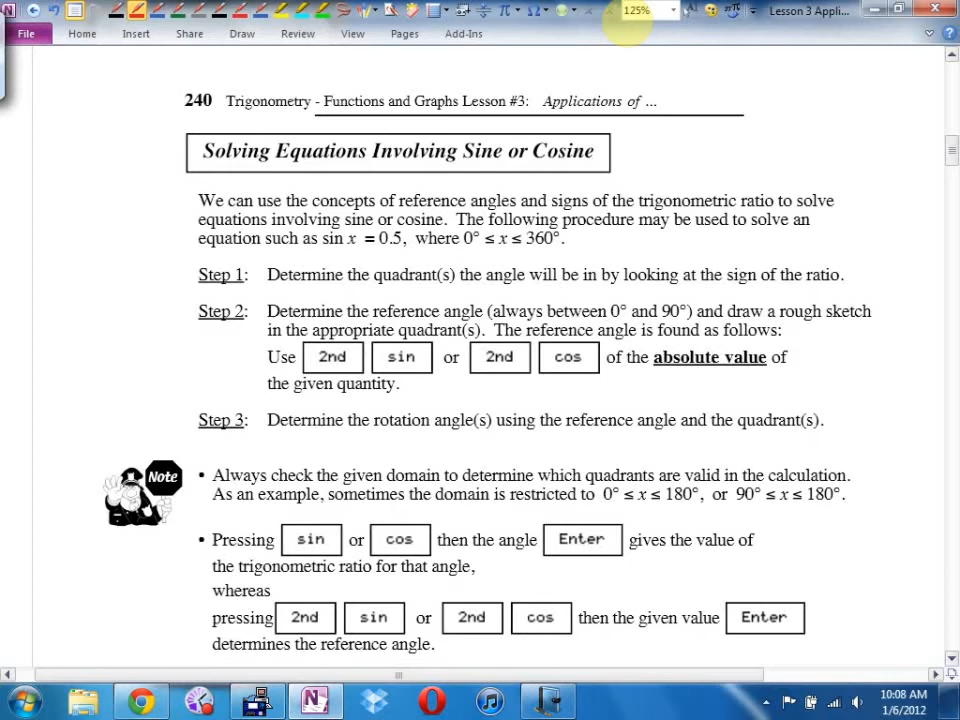 125%
Lesson 3 Appli...
File Home Insert Share Draw Review View Pages Add-Ins
240 Trigonometry - Functions and Graphs Lesson #3: Applications of ...
Solving Equations Involving Sine or Cosine
We can use the concepts of reference angles and signs of the trigonometric ratio to solve
equations involving sine or cosine. The following procedure may be used to solve an
equation such as sin x = 0.5, where 0° ≤ x ≤ 360°.
Step 1: Determine the quadrant(s) the angle will be in by looking at the sign of the ratio.
Step 2: Determine the reference angle (always between 0° and 90°) and draw a rough sketch
in the appropriate quadrant(s). The reference angle is found as follows:
Use 2nd sin or 2nd cos of the absolute value of
the given quantity.
Step 3: Determine the rotation angle(s) using the reference angle and the quadrant(s).
Note
• Always check the given domain to determine which quadrants are valid in the calculation.
As an example, sometimes the domain is restricted to 0° ≤ x ≤ 180°, or 90° ≤ x ≤ 180°.
• Pressing sin or cos then the angle Enter gives the value of
the trigonometric ratio for that angle,
whereas
pressing 2nd sin or 2nd cos then the given value Enter
determines the reference angle.
10:08 AM
1/6/2012